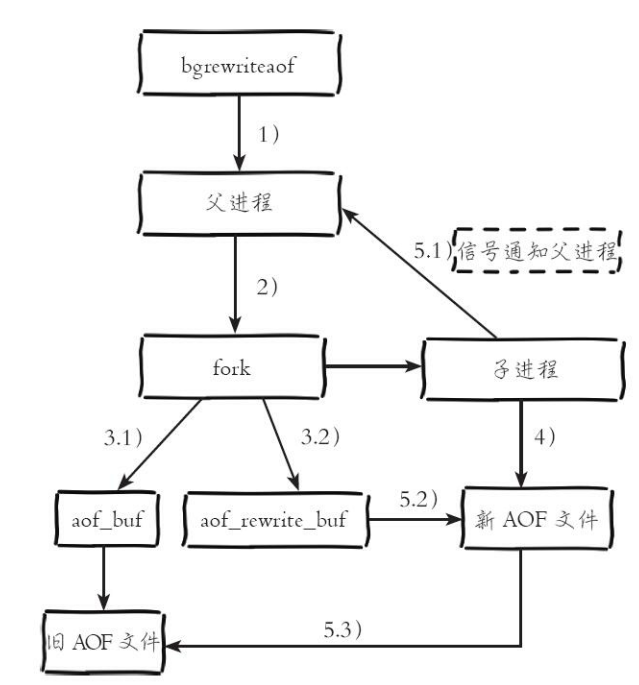 bgrewriteaof
1)
父进程
5.1)信号通知父进程
2)
fork
子进程
3.1)
3.2)
4)
aof_buf
aof_rewrite_buf
5.2)
新 AOF 文件
旧 AOF 文件
5.3)